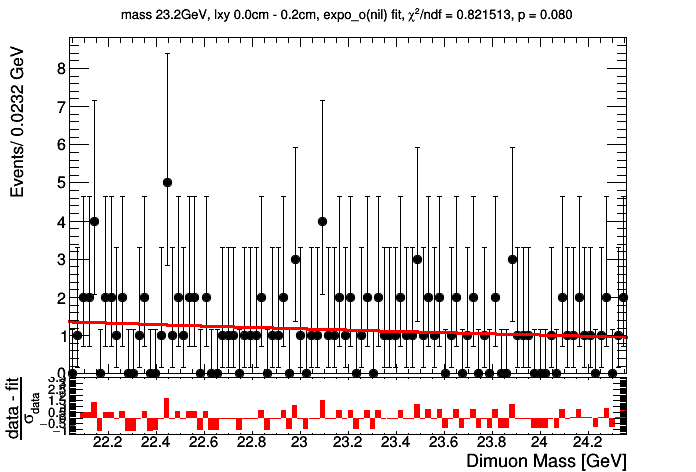 mass 23.2GeV, lxy 0.0cm - 0.2cm, expo_o(nil) fit, χ²/ndf = 0.821513, p = 0.080
Events/ 0.0232 GeV
8
7
6
5
4
3
2
1
0
data - fit
σdata
22.2 22.4 22.6 22.8 23 23.2 23.4 23.6 23.8 24 24.2
Dimuon Mass [GeV]